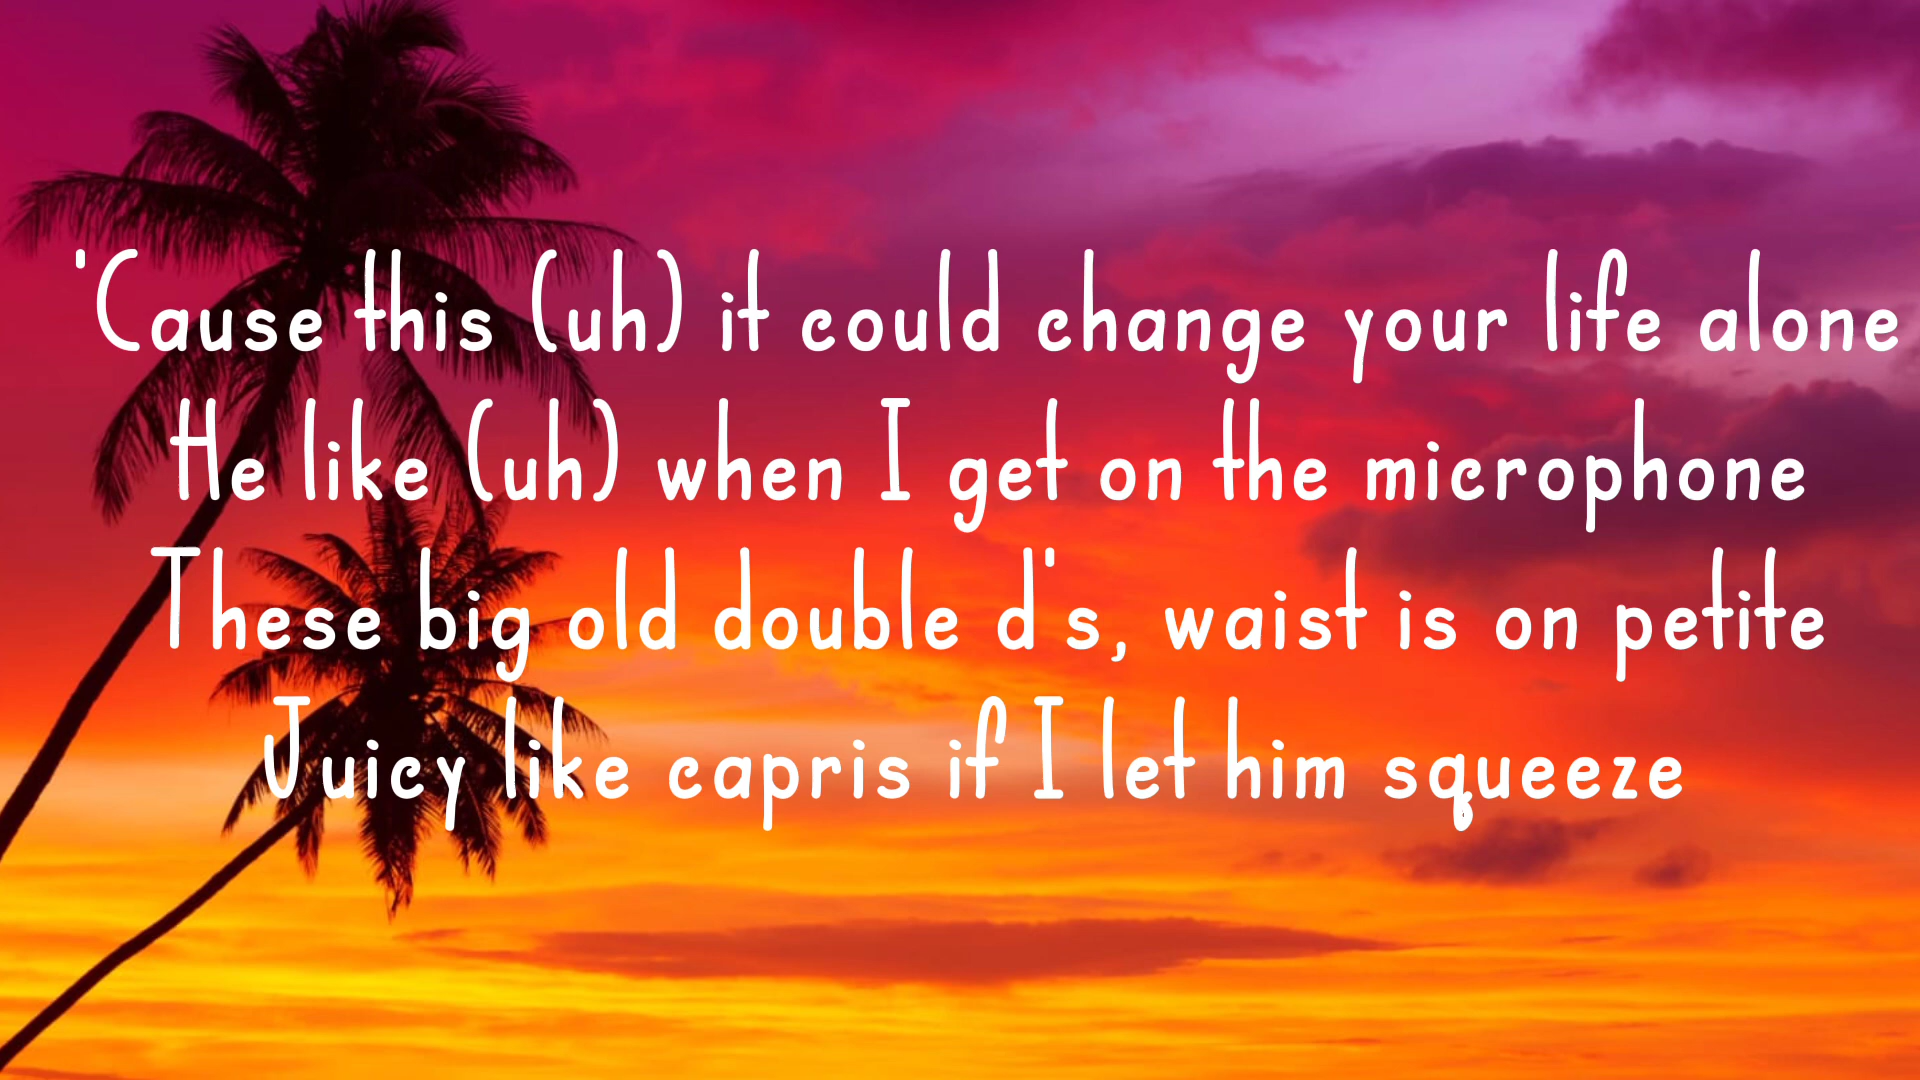 'Cause this (uh) it could change your life alone
He like (uh) when I get on the microphone
These big old double d's, waist is on petite
Juicy like capris if I let him squeeze